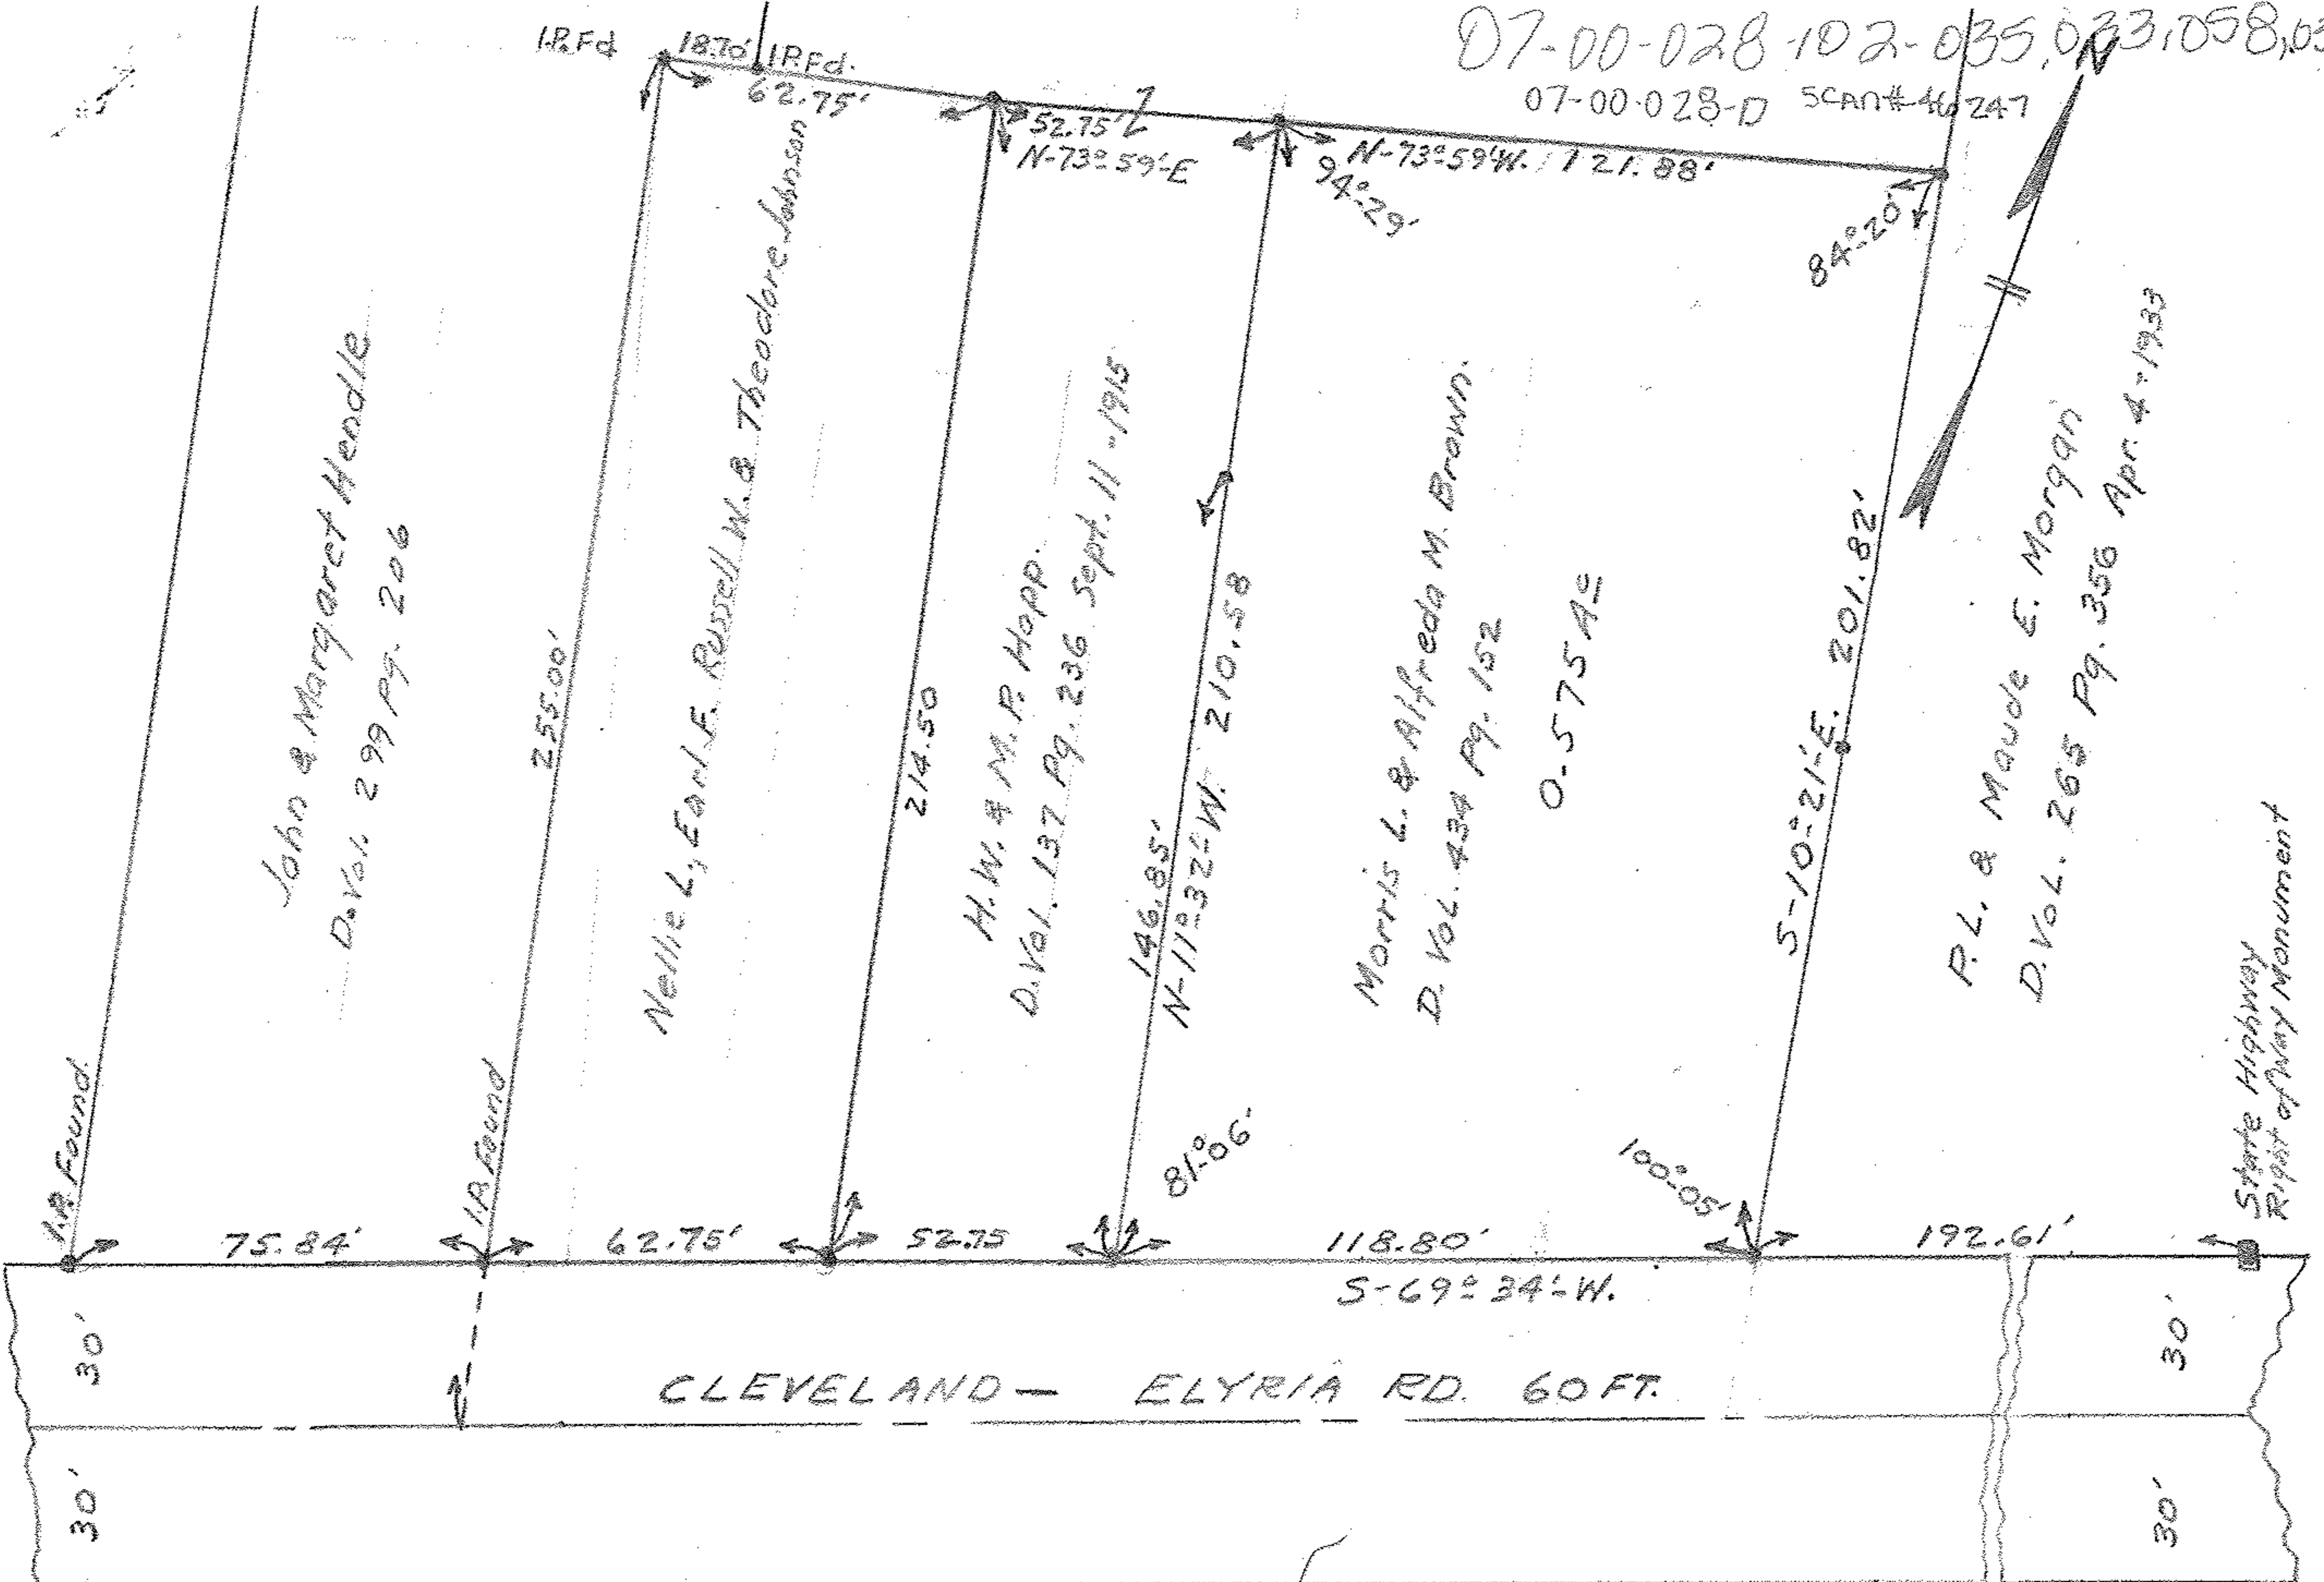 07-00-028-102-035,033,058,03
07-00-028-D SCAN# 46247
N
I.P.Fd
18.70' I.P.Fd.
62.75'
52.75'
N-73°59'-E
N-73°59'W. 121.88'
94°-29'
84°-20'
John & Margaret Hendle
D.Vol. 299 Pg. 206
255.00'
Nellie L, Earl F. Russell W. & Theodore Johnson
214.50
H.W. & M.P. Hopp.
D.Vol. 137 Pg. 236 Sept. 11-1915
146.85'
N-11°-32'-W. 210.58
Morris L. & Alfreda M. Brown.
D. Vol. 434 Pg. 152
0.575 Ac
S-10°-21'-E. 201.82'
P.L. & Maude E. Morgan
D. Vol. 265 Pg. 356 Apr. 4-1933
State Highway
Right of Way Monument
I.P. Found.
I.P. Found
81°-06'
100°-05'
75.84'
62.75'
52.75
118.80'
192.61'
S-69°34'-W.
30'
30'
CLEVELAND — ELYRIA RD. 60 FT.
30'
30'